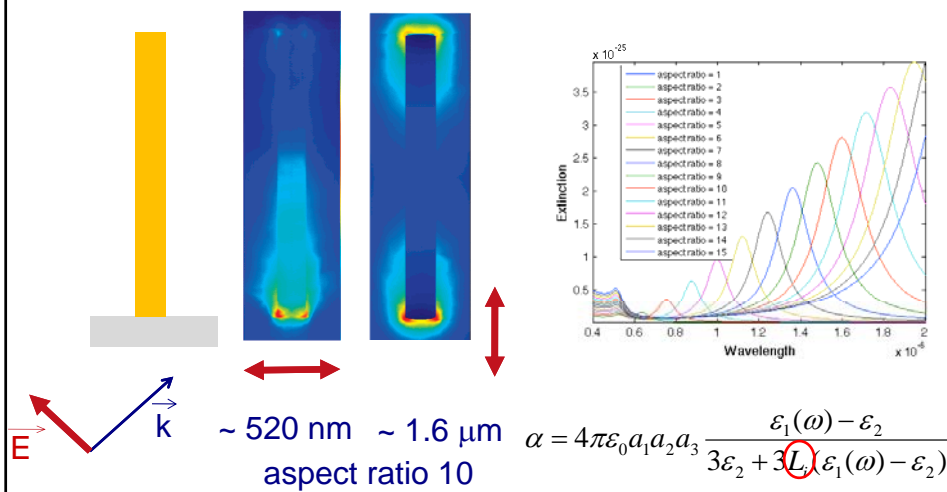 x 10^-25
3.5
3
2.5
2
1.5
1
0.5
Extinction
aspect ratio = 1
aspect ratio = 2
aspect ratio = 3
aspect ratio = 4
aspect ratio = 5
aspect ratio = 6
aspect ratio = 7
aspect ratio = 8
aspect ratio = 9
aspect ratio = 10
aspect ratio = 11
aspect ratio = 12
aspect ratio = 13
aspect ratio = 14
aspect ratio = 15
0.4 0.6 0.8 1 1.2 1.4 1.6 1.8 2
Wavelength
x 10^-6
E
k
~ 520 nm ~ 1.6 μm
aspect ratio 10
α = 4πε₀a₁a₂a₃ (ε₁(ω) − ε₂) / (3ε₂ + 3Lᵢ(ε₁(ω) − ε₂))